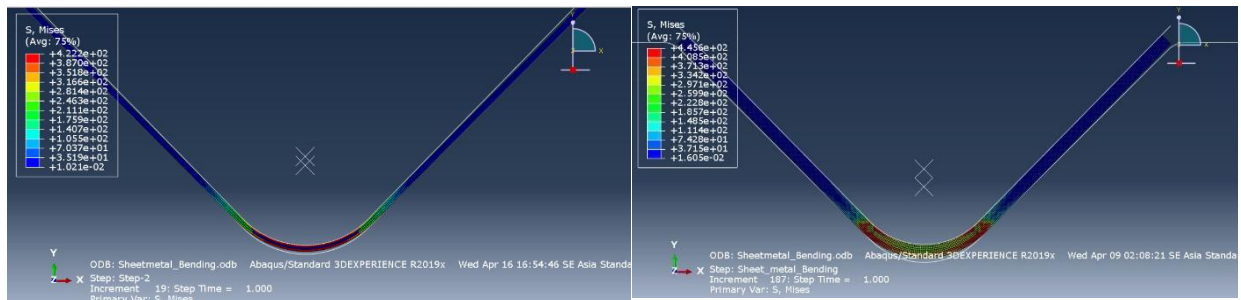 S, Mises
(Avg: 75%)
+4.222e+02
+3.870e+02
+3.518e+02
+3.166e+02
+2.814e+02
+2.463e+02
+2.111e+02
+1.759e+02
+1.407e+02
+1.055e+02
+7.037e+01
+3.519e+01
+1.021e-02
Y
X
Y
Z
X
ODB: Sheetmetal_Bending.odb Abaqus/Standard 3DEXPERIENCE R2019x Wed Apr 16 16:54:46 SE Asia Standa
Step: Step-2
Increment 19: Step Time = 1.000
Primary Var: S, Mises
S, Mises
(Avg: 75%)
+4.456e+02
+4.085e+02
+3.713e+02
+3.342e+02
+2.971e+02
+2.599e+02
+2.228e+02
+1.857e+02
+1.485e+02
+1.114e+02
+7.428e+01
+3.715e+01
+1.605e-02
Y
X
Y
Z
X
ODB: Sheetmetal_Bending.odb Abaqus/Standard 3DEXPERIENCE R2019x Wed Apr 09 02:08:21 SE Asia Standa
Step: Sheet_metal_Bending
Increment 187: Step Time = 1.000
Primary Var: S, Mises